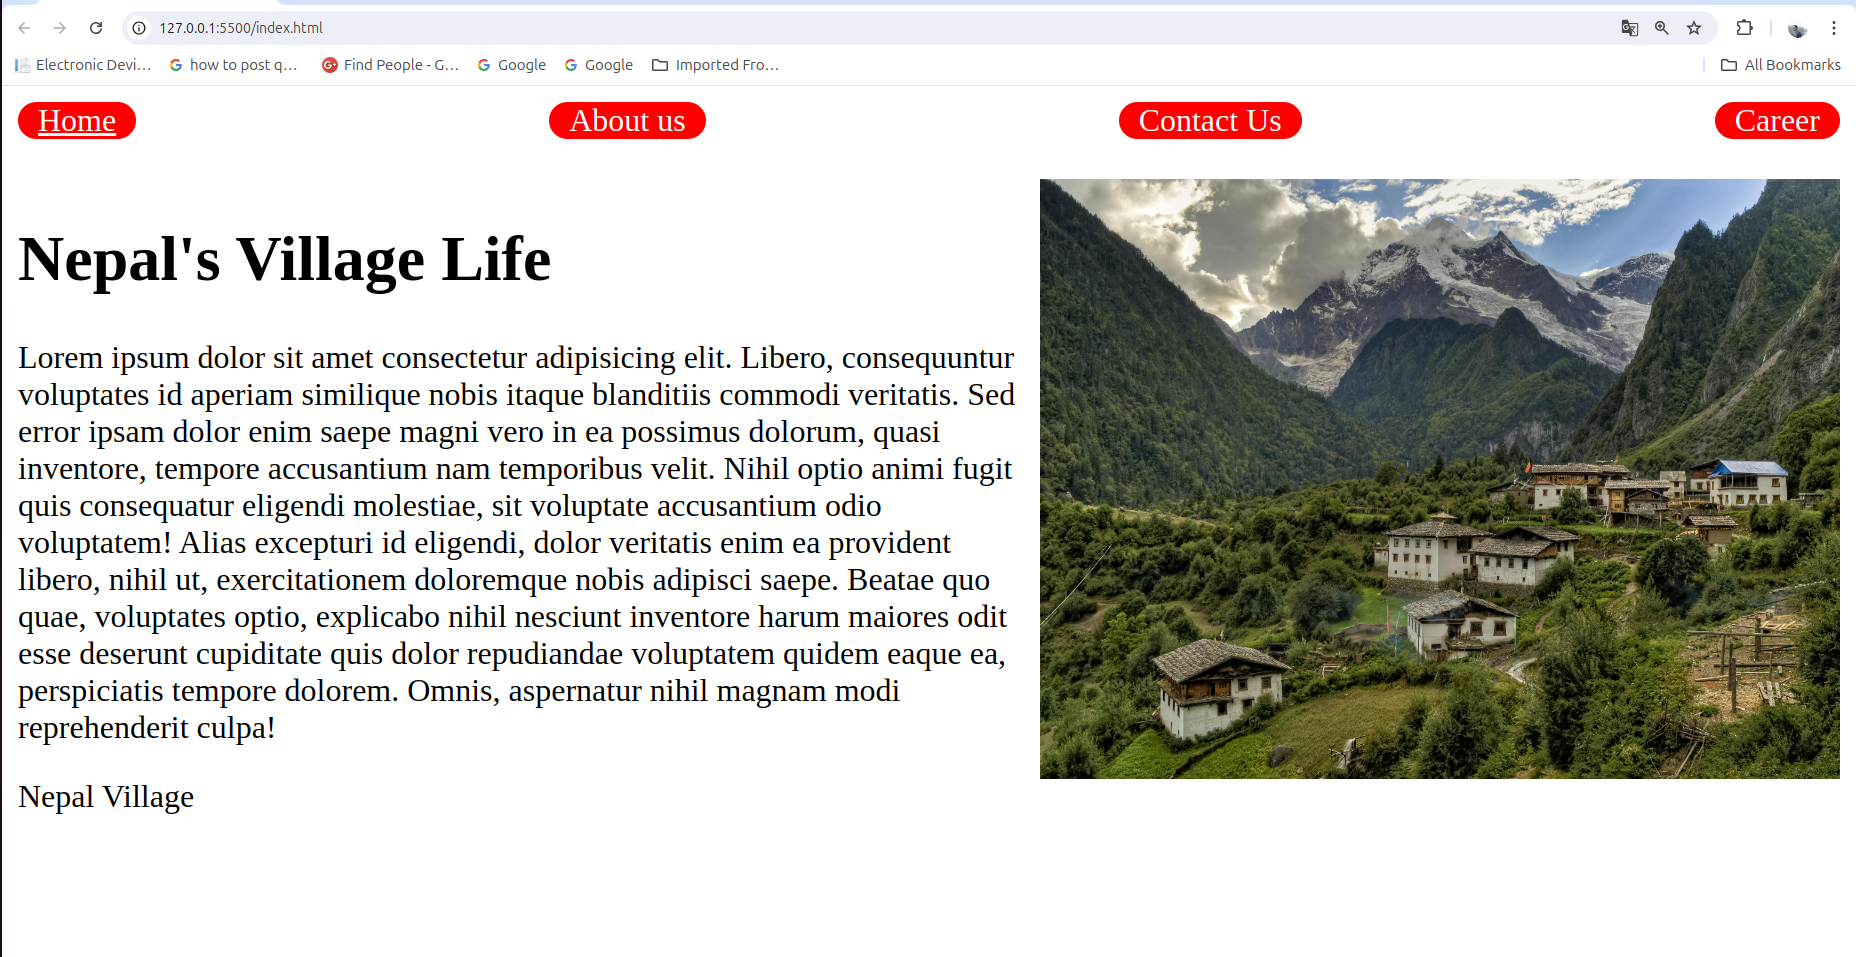 127.0.0.1:5500/index.html
Electronic Devi... how to post q... Find People - G... Google Google Imported Fro... All Bookmarks
Home About us Contact Us Career
Nepal's Village Life
Lorem ipsum dolor sit amet consectetur adipisicing elit. Libero, consequuntur
voluptates id aperiam similique nobis itaque blanditiis commodi veritatis. Sed
error ipsam dolor enim saepe magni vero in ea possimus dolorum, quasi
inventore, tempore accusantium nam temporibus velit. Nihil optio animi fugit
quis consequatur eligendi molestiae, sit voluptate accusantium odio
voluptatem! Alias excepturi id eligendi, dolor veritatis enim ea provident
libero, nihil ut, exercitationem doloremque nobis adipisci saepe. Beatae quo
quae, voluptates optio, explicabo nihil nesciunt inventore harum maiores odit
esse deserunt cupiditate quis dolor repudiandae voluptatem quidem eaque ea,
perspiciatis tempore dolorem. Omnis, aspernatur nihil magnam modi
reprehenderit culpa!
Nepal Village